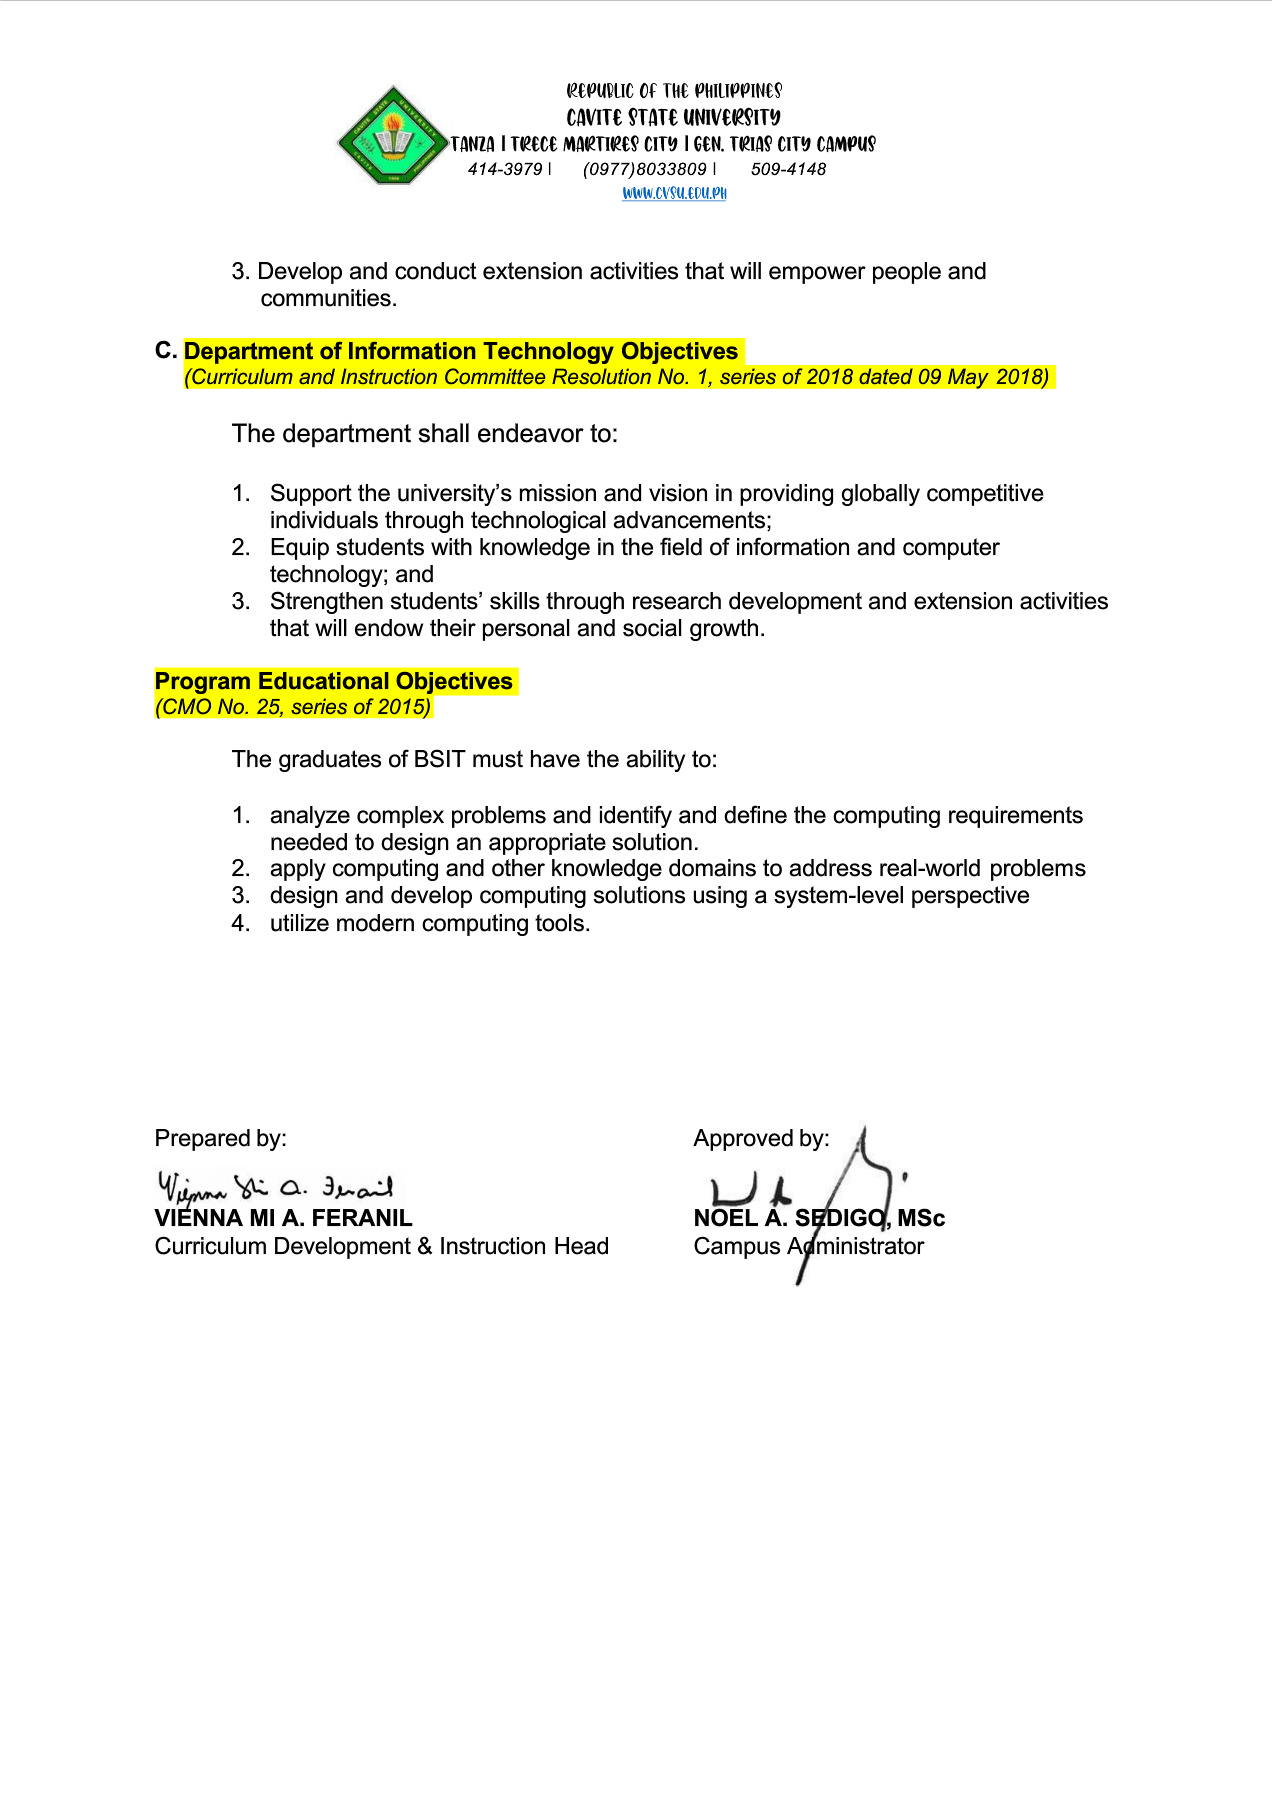 REPUBLIC OF THE PHILIPPINES
CAVITE STATE UNIVERSITY
TANZA | TRECE MARTIRES CITY | GEN. TRIAS CITY CAMPUS
414-3979 | (0977)8033809 | 509-4148
WWW.CVSU.EDU.PH
CAVITE STATE UNIVERSITY
CAVITE PHILIPPINES
3. Develop and conduct extension activities that will empower people and
communities.
C. Department of Information Technology Objectives
(Curriculum and Instruction Committee Resolution No. 1, series of 2018 dated 09 May 2018)
The department shall endeavor to:
1. Support the university’s mission and vision in providing globally competitive
individuals through technological advancements;
2. Equip students with knowledge in the field of information and computer
technology; and
3. Strengthen students’ skills through research development and extension activities
that will endow their personal and social growth.
Program Educational Objectives
(CMO No. 25, series of 2015)
The graduates of BSIT must have the ability to:
1. analyze complex problems and identify and define the computing requirements
needed to design an appropriate solution.
2. apply computing and other knowledge domains to address real-world problems
3. design and develop computing solutions using a system-level perspective
4. utilize modern computing tools.
Prepared by:
Vienna Mi A. Feranil
VIENNA MI A. FERANIL
Curriculum Development & Instruction Head
Approved by:
NOEL A. SEDIGO, MSc
Campus Administrator